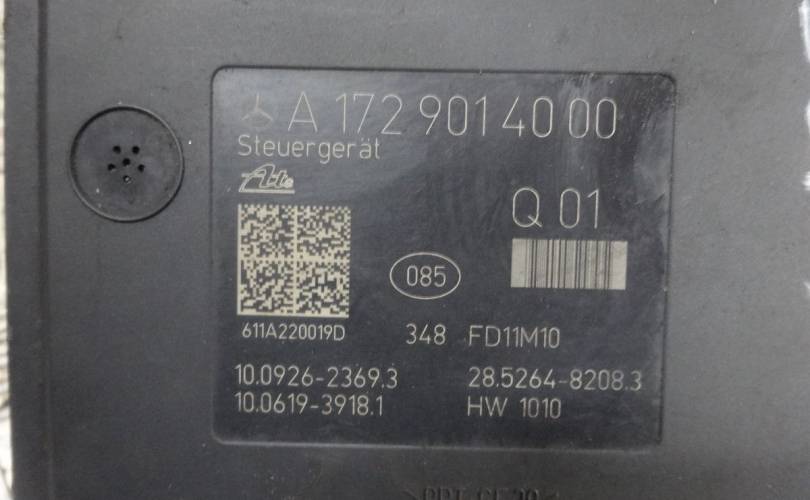 A 172 901 40 00
Steuergerät
Ate
Q 01
085
611A220019D
348 FD11M10
10.0926-2369.3 28.5264-8208.3
10.0619-3918.1 HW 1010